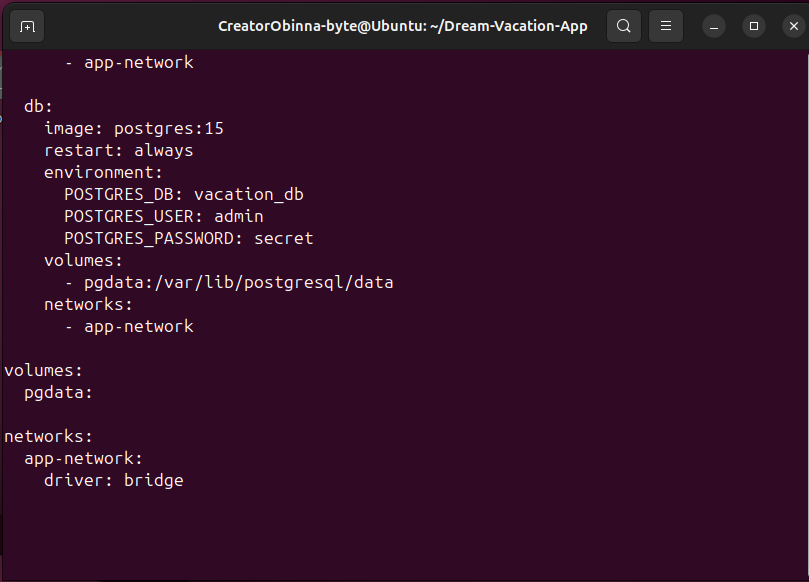 CreatorObinna-byte@Ubuntu: ~/Dream-Vacation-App
      - app-network
  db:
    image: postgres:15
    restart: always
    environment:
      POSTGRES_DB: vacation_db
      POSTGRES_USER: admin
      POSTGRES_PASSWORD: secret
    volumes:
      - pgdata:/var/lib/postgresql/data
    networks:
      - app-network
volumes:
  pgdata:
networks:
  app-network:
    driver: bridge